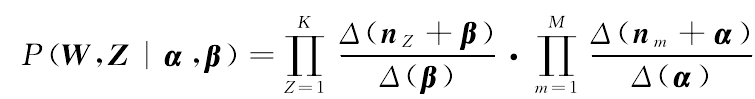 P(W,Z|α,β) = ∏_{Z=1}^{K} Δ(n_Z+β)/Δ(β) · ∏_{m=1}^{M} Δ(n_m+α)/Δ(α)